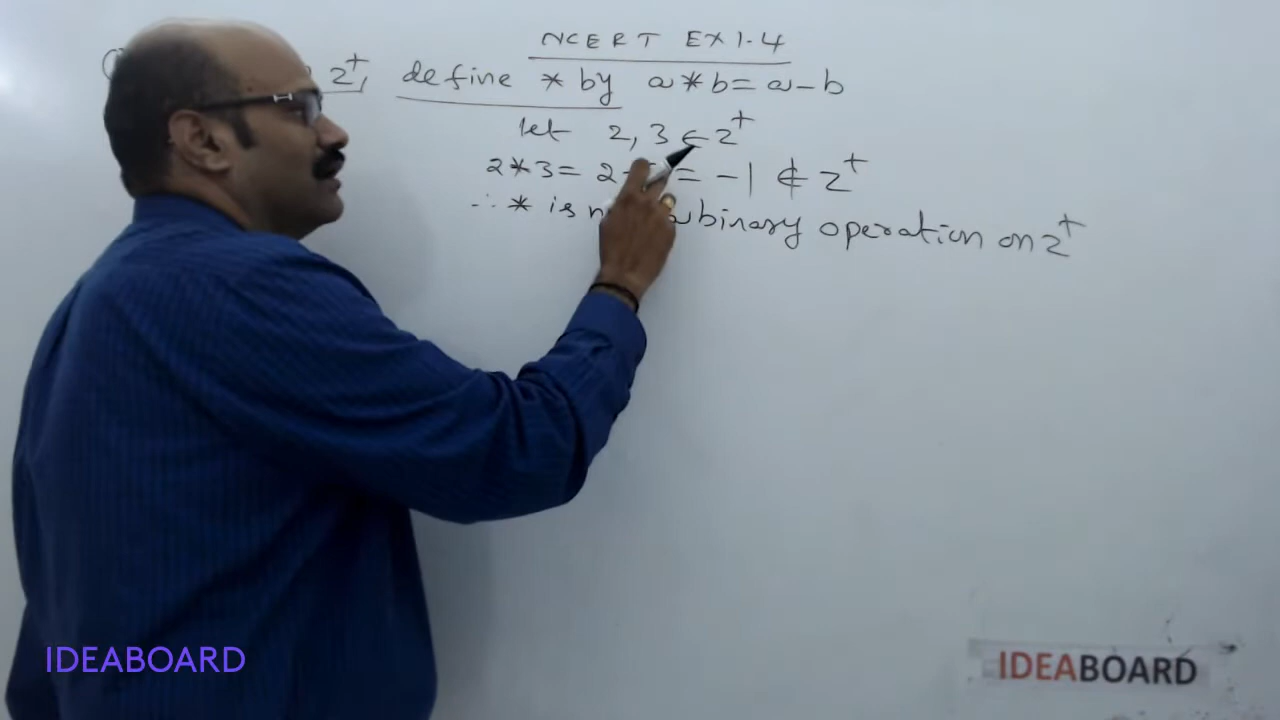 NCERT EX 1.4
Z⁺, define * by a * b = a - b
let 2, 3 ∈ Z⁺
2 * 3 = 2 - = -1 ∉ Z⁺
∴ * is binary operation on Z⁺
IDEABOARD
IDEABOARD